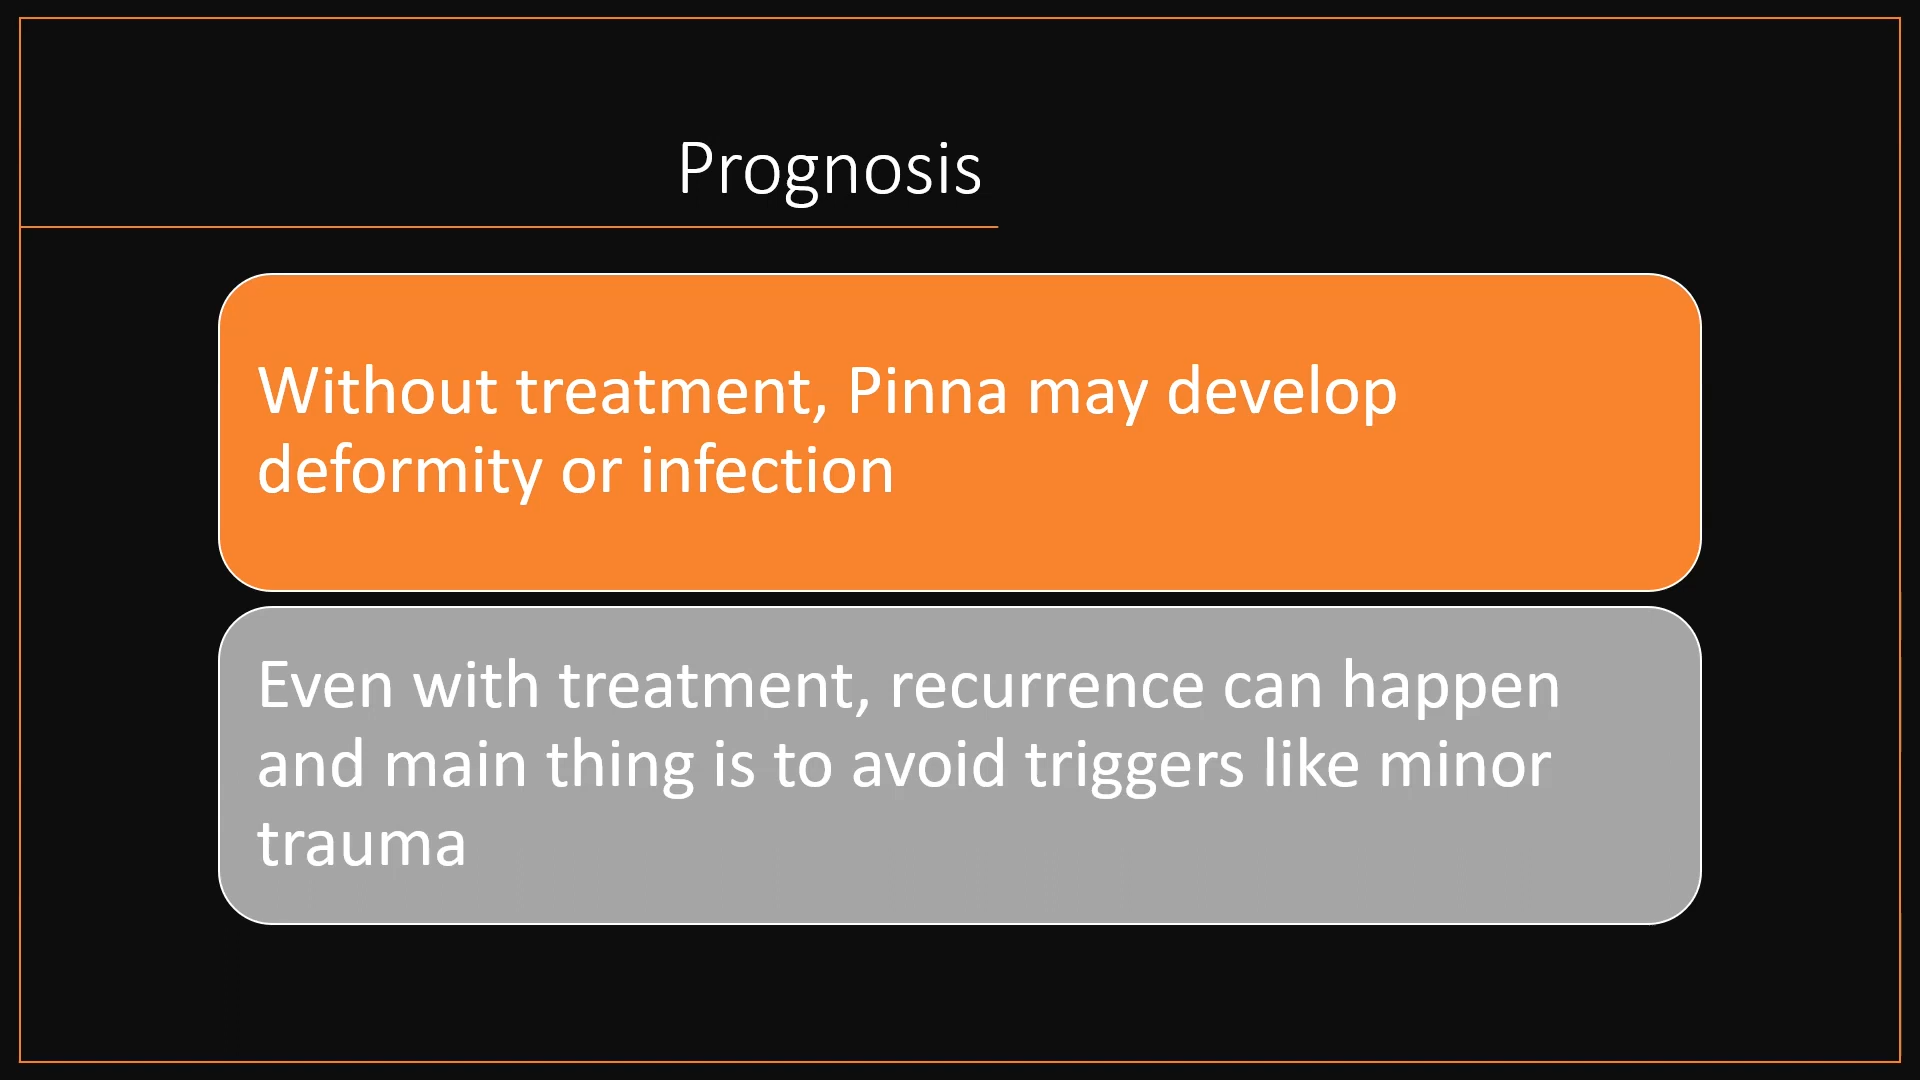 Prognosis
Without treatment, Pinna may develop
deformity or infection
Even with treatment, recurrence can happen
and main thing is to avoid triggers like minor
trauma